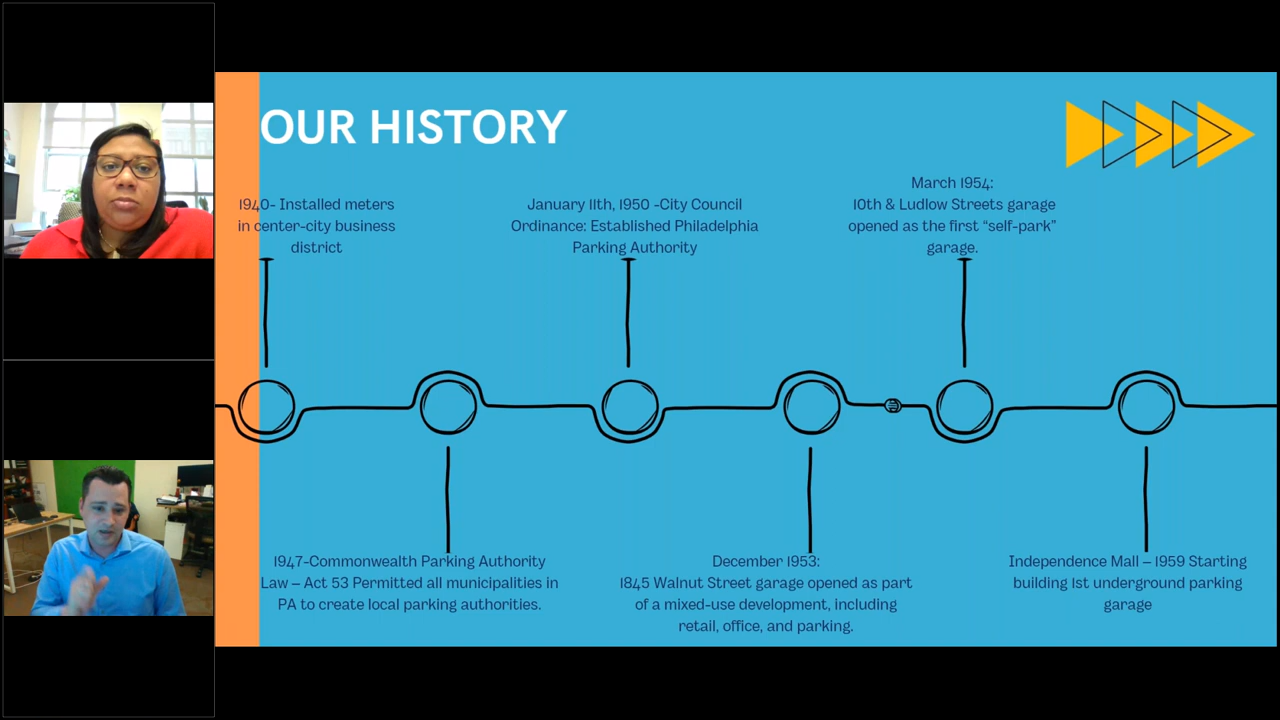 OUR HISTORY
1940- Installed meters
in center-city business
district
January 11th, 1950 -City Council
Ordinance: Established Philadelphia
Parking Authority
March 1954:
10th & Ludlow Streets garage
opened as the first “self-park”
garage.
1947-Commonwealth Parking Authority
Law – Act 53 Permitted all municipalities in
PA to create local parking authorities.
December 1953:
1845 Walnut Street garage opened as part
of a mixed-use development, including
retail, office, and parking.
Independence Mall – 1959 Starting
building 1st underground parking
garage